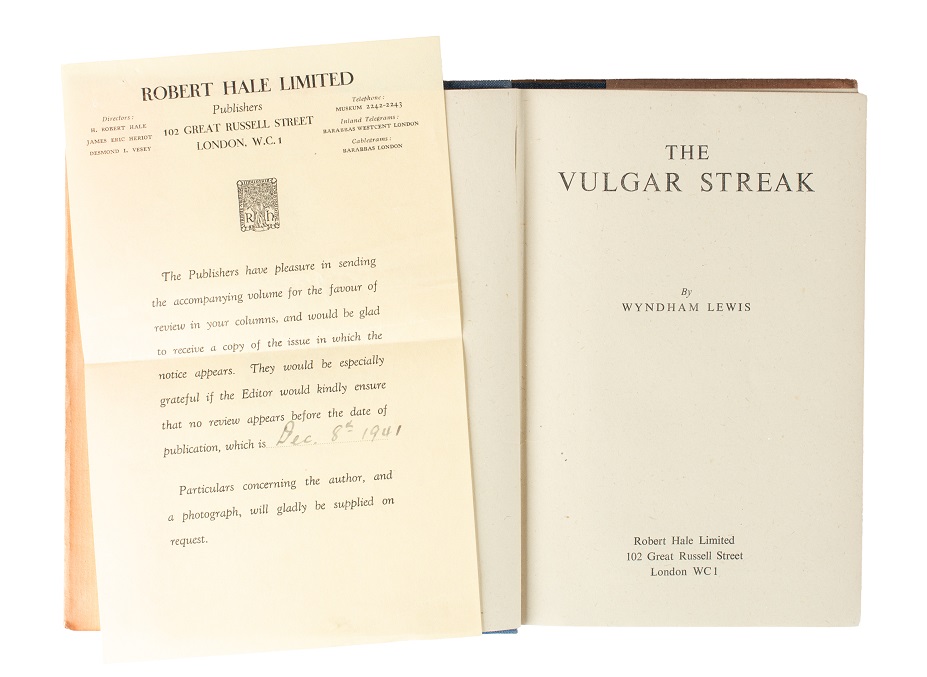 ROBERT HALE LIMITED
Publishers
102 GREAT RUSSELL STREET
LONDON, W.C.1
Directors:
H. ROBERT HALE
JAMES ERIC HERIOT
DESMOND I. VESEY
Telephone:
MUSEUM 2242-2243
Inland Telegrams:
BARABBAS WESTCENT LONDON
Cablegrams:
BARABBAS LONDON
R H
The Publishers have pleasure in sending
the accompanying volume for the favour of
review in your columns, and would be glad
to receive a copy of the issue in which the
notice appears. They would be especially
grateful if the Editor would kindly ensure
that no review appears before the date of
publication, which is Dec. 8th 1941
Particulars concerning the author, and
a photograph, will gladly be supplied on
request.
THE
VULGAR STREAK
By
WYNDHAM LEWIS
Robert Hale Limited
102 Great Russell Street
London WC1